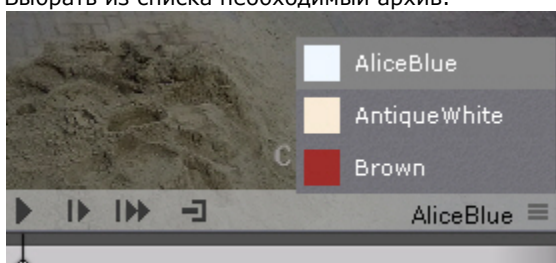 Выбрать из списка необходимый архив.
AliceBlue
AntiqueWhite
C
Brown
AliceBlue